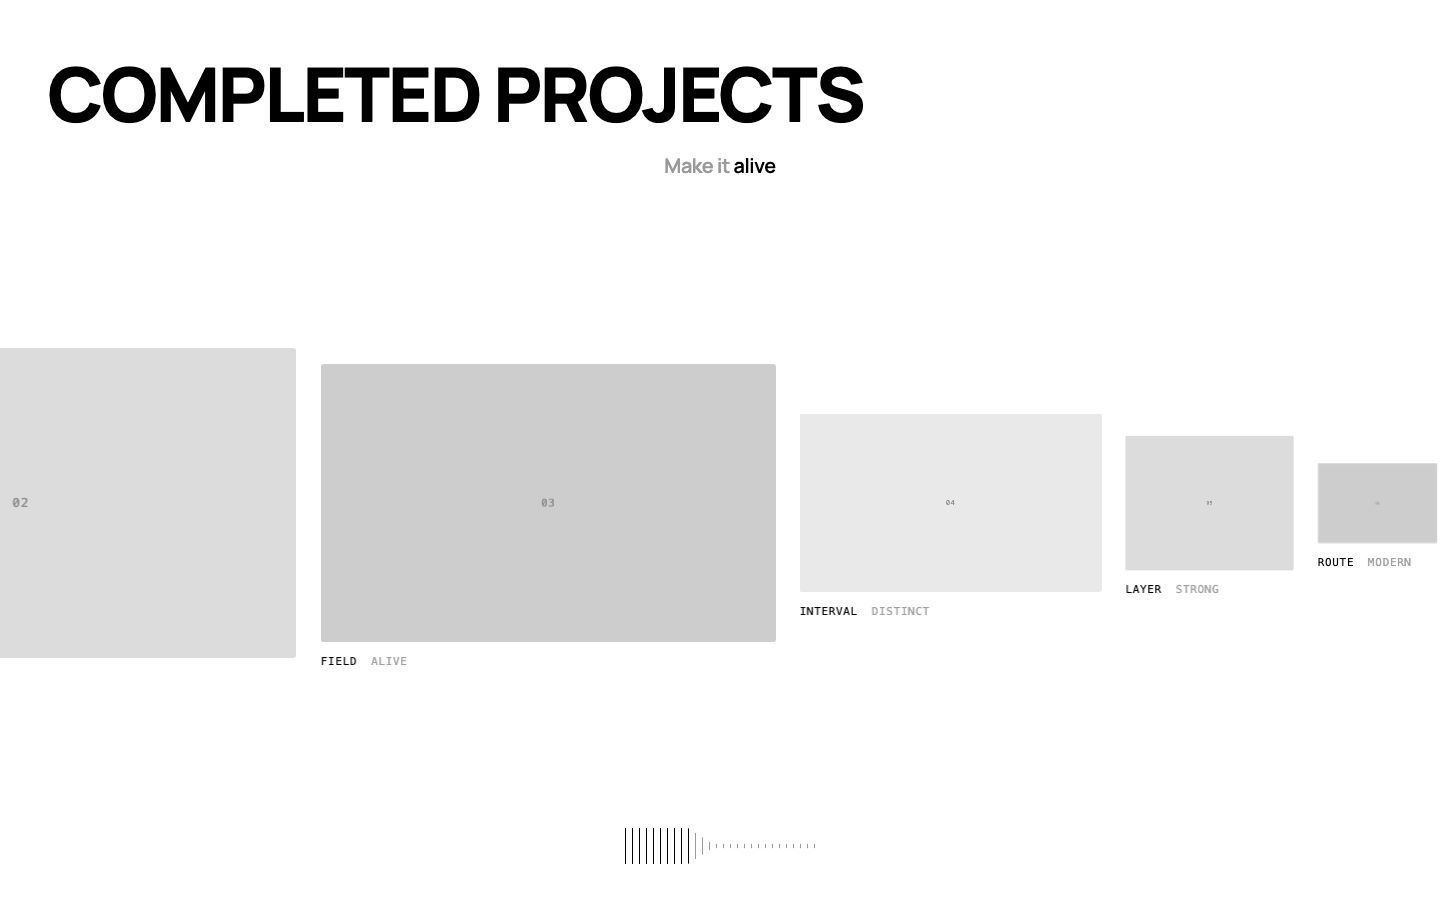 COMPLETED PROJECTS
Make it alive
02
03
04
FIELD ALIVE
INTERVAL DISTINCT
LAYER STRONG
ROUTE MODERN